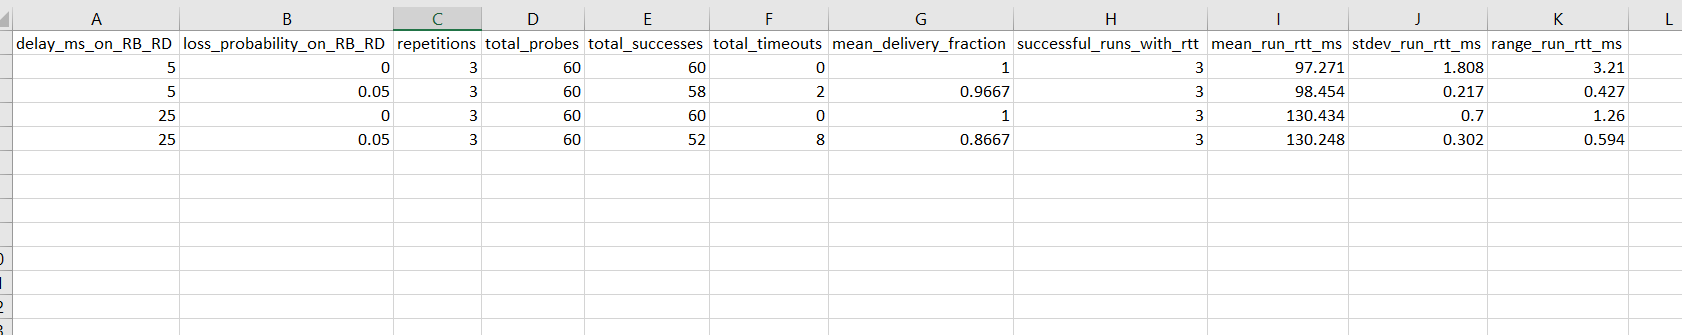 A B C D E F G H I J K L
delay_ms_on_RB_RD loss_probability_on_RB_RD repetitions total_probes total_successes total_timeouts mean_delivery_fraction successful_runs_with_rtt mean_run_rtt_ms stdev_run_rtt_ms range_run_rtt_ms
5 0 3 60 60 0 1 3 97.271 1.808 3.21
5 0.05 3 60 58 2 0.9667 3 98.454 0.217 0.427
25 0 3 60 60 0 1 3 130.434 0.7 1.26
25 0.05 3 60 52 8 0.8667 3 130.248 0.302 0.594